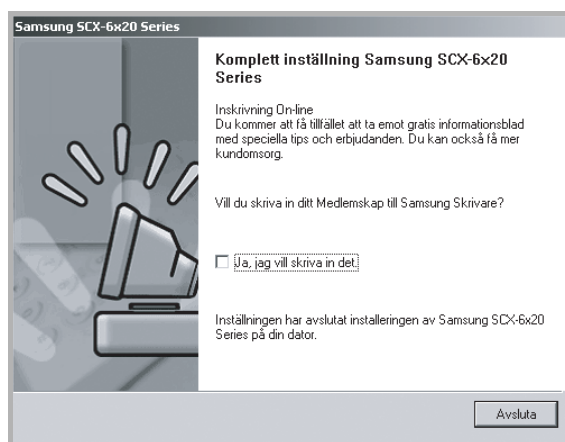 Samsung SCX-6x20 Series
Komplett inställning Samsung SCX-6x20
Series
Inskrivning On-line
Du kommer att få tillfället att ta emot gratis informationsblad
med speciella tips och erbjudanden. Du kan också få mer
kundomsorg.
Vill du skriva in ditt Medlemskap till Samsung Skrivare?
Ja, jag vill skriva in det.
Inställningen har avslutat installeringen av Samsung SCX-6x20
Series på din dator.
Avsluta